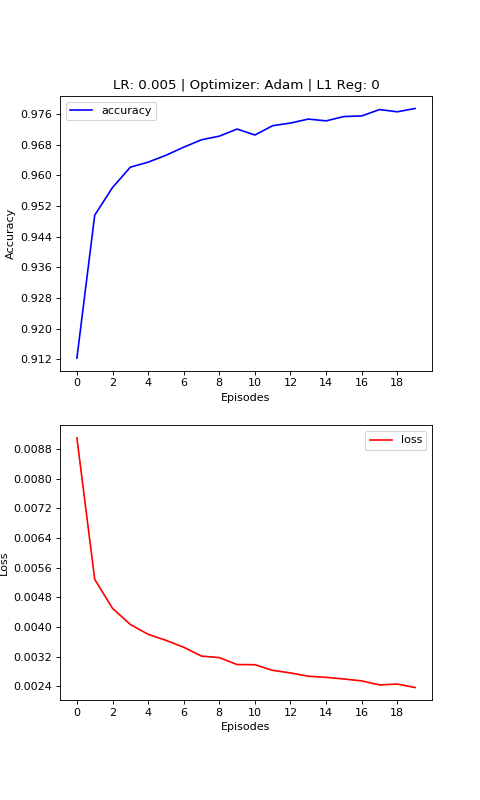 LR: 0.005 | Optimizer: Adam | L1 Reg: 0
accuracy
0.976
0.968
0.960
0.952
0.944
0.936
0.928
0.920
0.912
Accuracy
0 2 4 6 8 10 12 14 16 18
Episodes
loss
0.0088
0.0080
0.0072
0.0064
0.0056
0.0048
0.0040
0.0032
0.0024
Loss
0 2 4 6 8 10 12 14 16 18
Episodes